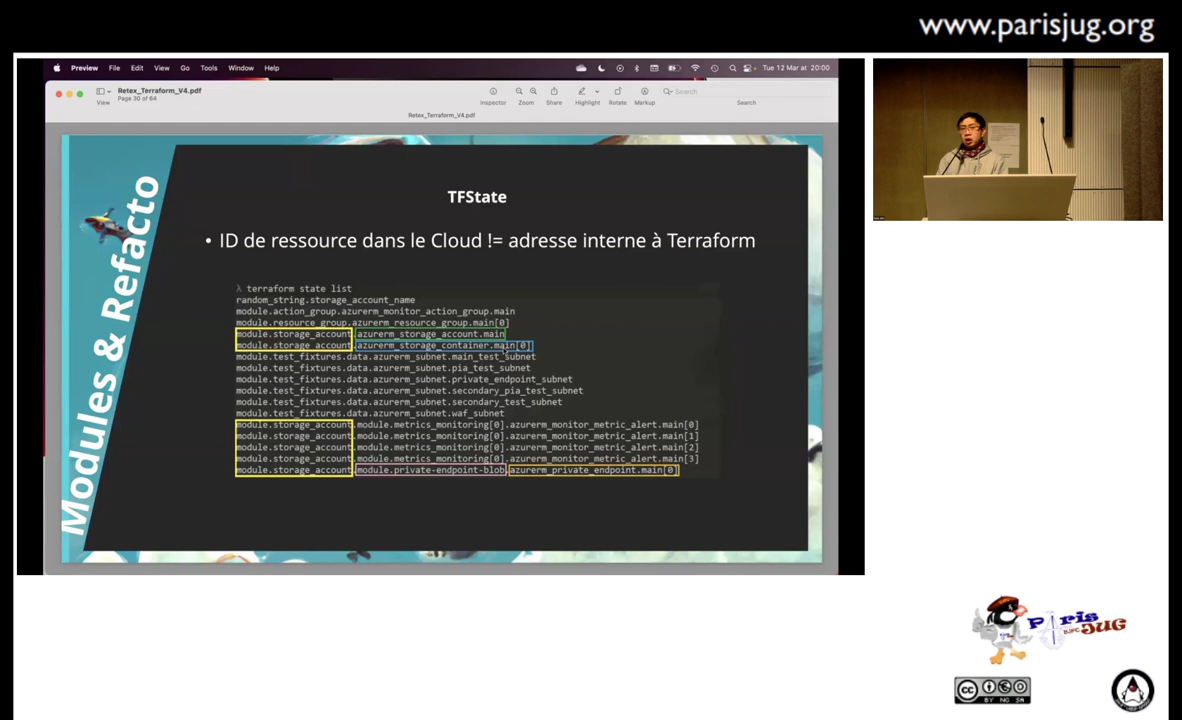 www.parisjug.org
Preview File Edit View Go Tools Window Help
Tue 12 Mar at 20:00
Retex_Terraform_V4.pdf
Page 30 of 64
View
Inspector Zoom Share Highlight Rotate Markup Search
Search
Retex_Terraform_V4.pdf
Modules & Refacto
TFState
• ID de ressource dans le Cloud != adresse interne à Terraform
λ terraform state list
random_string.storage_account_name
module.action_group.azurerm_monitor_action_group.main
module.resource_group.azurerm_resource_group.main[0]
module.storage_account.azurerm_storage_account.main
module.storage_account.azurerm_storage_container.main[0]
module.test_fixtures.data.azurerm_subnet.main_test_subnet
module.test_fixtures.data.azurerm_subnet.pia_test_subnet
module.test_fixtures.data.azurerm_subnet.private_endpoint_subnet
module.test_fixtures.data.azurerm_subnet.secondary_pia_test_subnet
module.test_fixtures.data.azurerm_subnet.secondary_test_subnet
module.test_fixtures.data.azurerm_subnet.waf_subnet
module.storage_account.module.metrics_monitoring[0].azurerm_monitor_metric_alert.main[0]
module.storage_account.module.metrics_monitoring[0].azurerm_monitor_metric_alert.main[1]
module.storage_account.module.metrics_monitoring[0].azurerm_monitor_metric_alert.main[2]
module.storage_account.module.metrics_monitoring[0].azurerm_monitor_metric_alert.main[3]
module.storage_account.module.private-endpoint-blob.azurerm_private_endpoint.main[0]
Paris
JUG
cc
BY NC SA